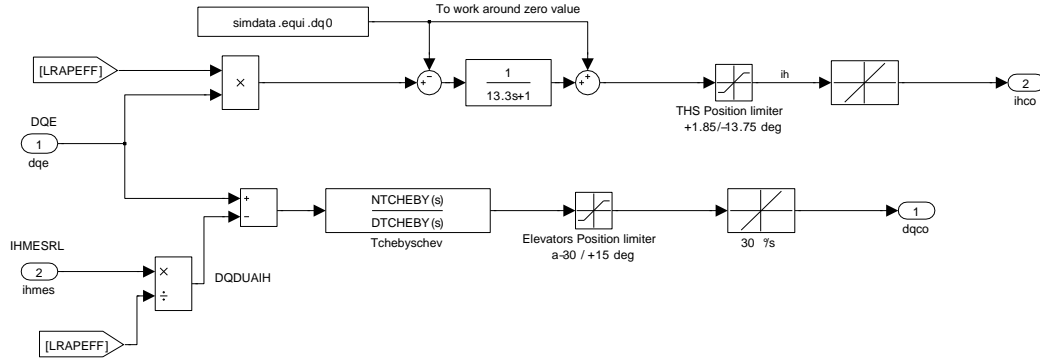 To work around zero value
simdata.equi.dq0
[LRAPEFF]
×
−
+
1
13.3s+1
+
+
THS Position limiter
+1.85/−13.75 deg
ih
2
ihco
DQE
1
dqe
+
−
NTCHEBY(s)
DTCHEBY(s)
Tchebyschev
Elevators Position limiter
a-30 / +15 deg
30 °/s
1
dqco
IHMESRL
2
ihmes
×
÷
DQDUAIH
[LRAPEFF]